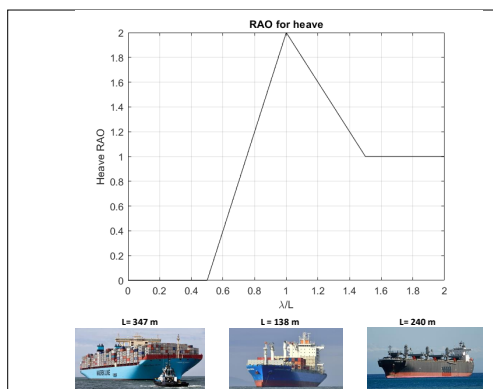 RAO for heave
2
1.8
1.6
1.4
1.2
1
0.8
0.6
0.4
0.2
0
Heave RAO
0 0.2 0.4 0.6 0.8 1 1.2 1.4 1.6 1.8 2
λ/L
L= 347 m L = 138 m L= 240 m
MAERSK LINE